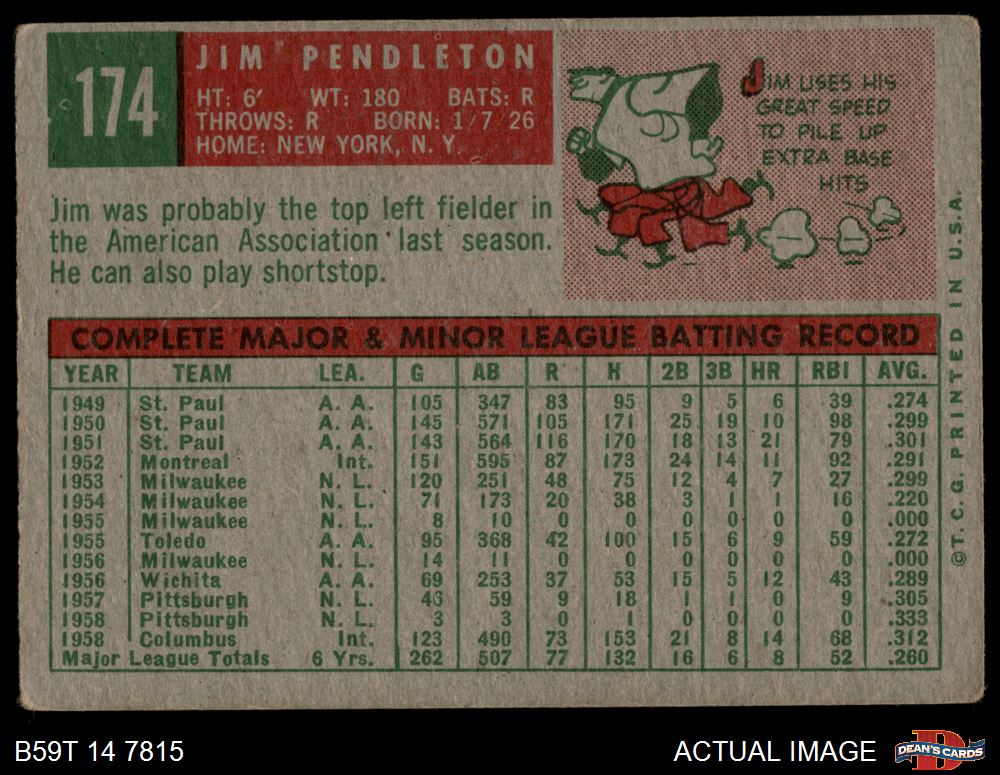 174
JIM PENDLETON
HT: 6' WT: 180 BATS: R
THROWS: R BORN: 1/7/26
HOME: NEW YORK, N. Y.
JIM USES HIS
GREAT SPEED
TO PILE UP
EXTRA BASE
HITS
Jim was probably the top left fielder in
the American Association last season.
He can also play shortstop.
COMPLETE MAJOR & MINOR LEAGUE BATTING RECORD
YEAR TEAM LEA. G AB R H 2B 3B HR RBI AVG.
1949 St. Paul A. A. 105 347 83 95 9 5 6 39 .274
1950 St. Paul A. A. 145 571 105 171 25 19 10 98 .299
1951 St. Paul A. A. 143 564 116 170 18 13 21 79 .301
1952 Montreal Int. 151 595 87 173 24 14 11 92 .291
1953 Milwaukee N. L. 120 251 48 75 12 4 7 27 .299
1954 Milwaukee N. L. 71 173 20 38 3 1 1 16 .220
1955 Milwaukee N. L. 8 10 0 0 0 0 0 0 .000
1955 Toledo A. A. 95 368 42 100 15 6 9 59 .272
1956 Milwaukee N. L. 14 11 0 0 0 0 0 0 .000
1956 Wichita A. A. 69 253 37 53 15 5 12 43 .289
1957 Pittsburgh N. L. 46 59 9 18 1 1 0 9 .305
1958 Pittsburgh N. L. 3 3 0 1 0 0 0 0 .333
1958 Columbus Int. 123 490 73 153 21 8 14 68 .312
Major League Totals 6 Yrs. 262 507 77 132 16 6 8 52 .260
©T. C. G. PRINTED IN U.S.A.
B59T 14 7815
ACTUAL IMAGE
DEAN'S CARDS